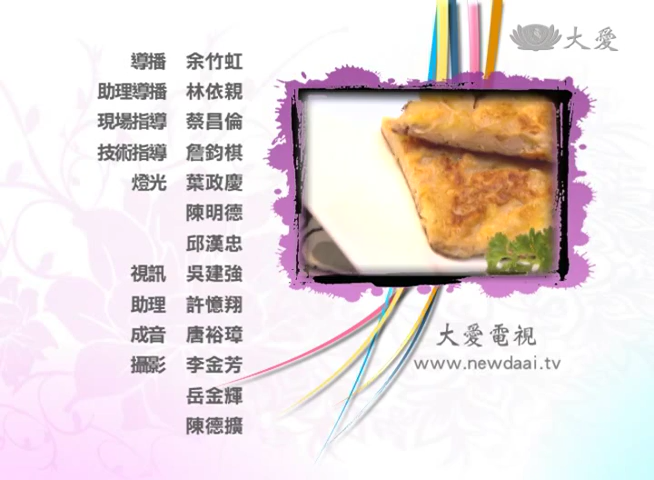 大愛
導播 余竹虹
助理導播 林依親
現場指導 蔡昌倫
技術指導 詹鈞棋
燈光 葉政慶
陳明德
邱漢忠
視訊 吳建強
助理 許憶翔
成音 唐裕璋
攝影 李金芳
岳金輝
陳德擴
大愛電視
www.newdaai.tv